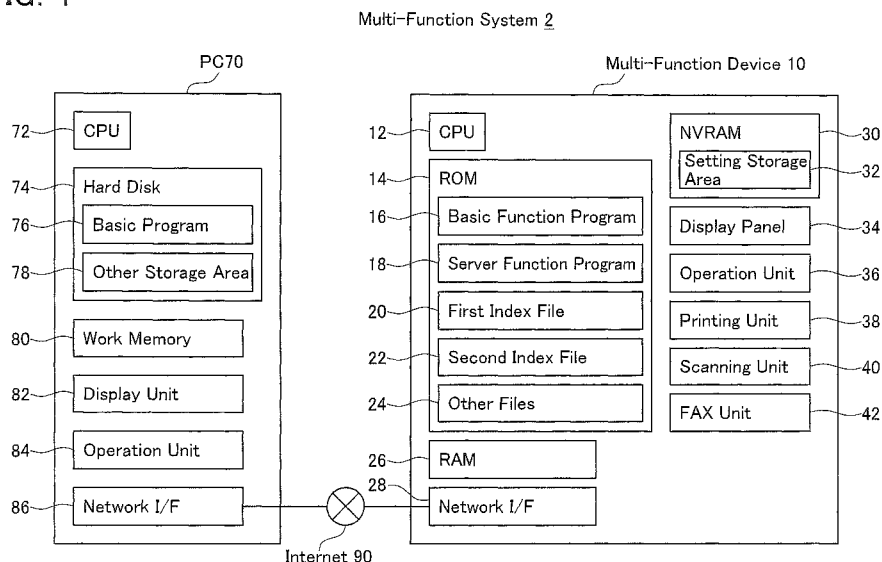 Multi-Function System 2
PC70
72 CPU
74 Hard Disk
76 Basic Program
78 Other Storage Area
80 Work Memory
82 Display Unit
84 Operation Unit
86 Network I/F
Internet 90
Multi-Function Device 10
12 CPU
14 ROM
16 Basic Function Program
18 Server Function Program
20 First Index File
22 Second Index File
24 Other Files
26 RAM
28 Network I/F
NVRAM 30
Setting Storage 32
Area
Display Panel 34
Operation Unit 36
Printing Unit 38
Scanning Unit 40
FAX Unit 42